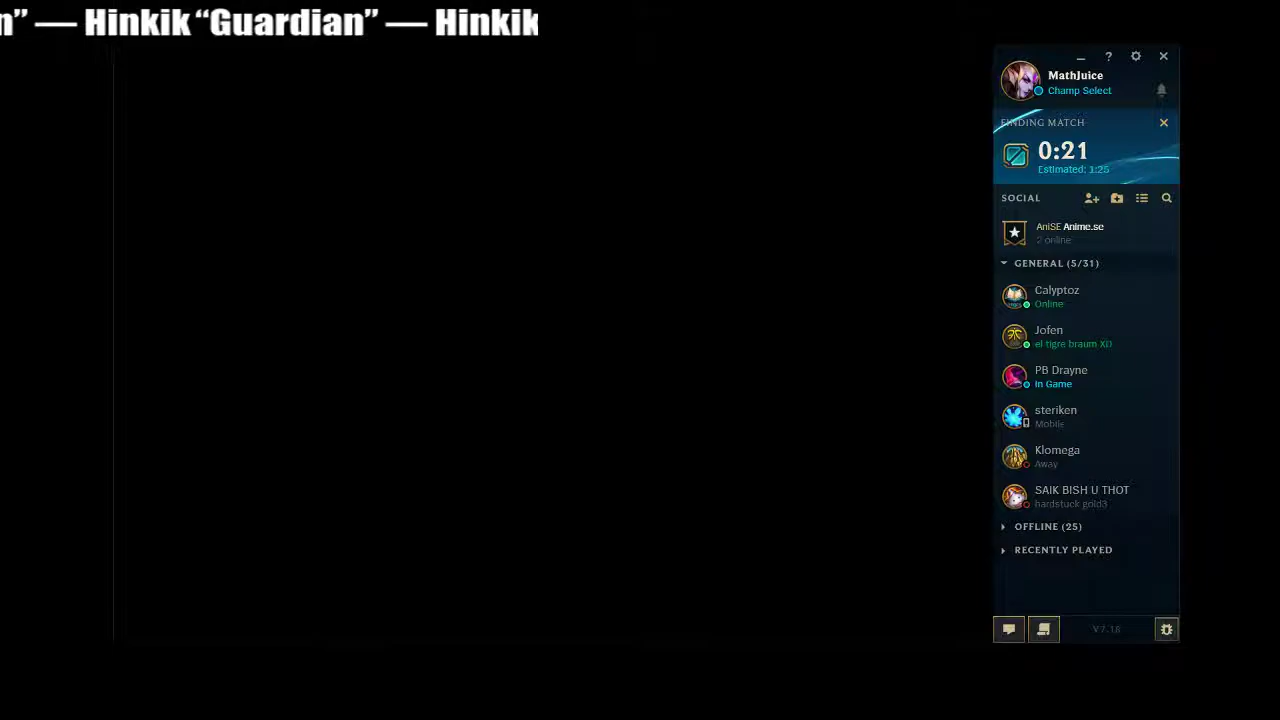 n” — Hinkik “Guardian” — Hinkik
?
MathJuice
Champ Select
FINDING MATCH
0:21
Estimated: 1:25
SOCIAL
AniSE Anime.se
2 online
GENERAL (5/31)
Calyptoz
Online
Jofen
el tigre braum XD
PB Drayne
In Game
steriken
Mobile
Klomega
Away
SAIK BISH U THOT
hardstuck gold3
OFFLINE (25)
RECENTLY PLAYED
V7.18